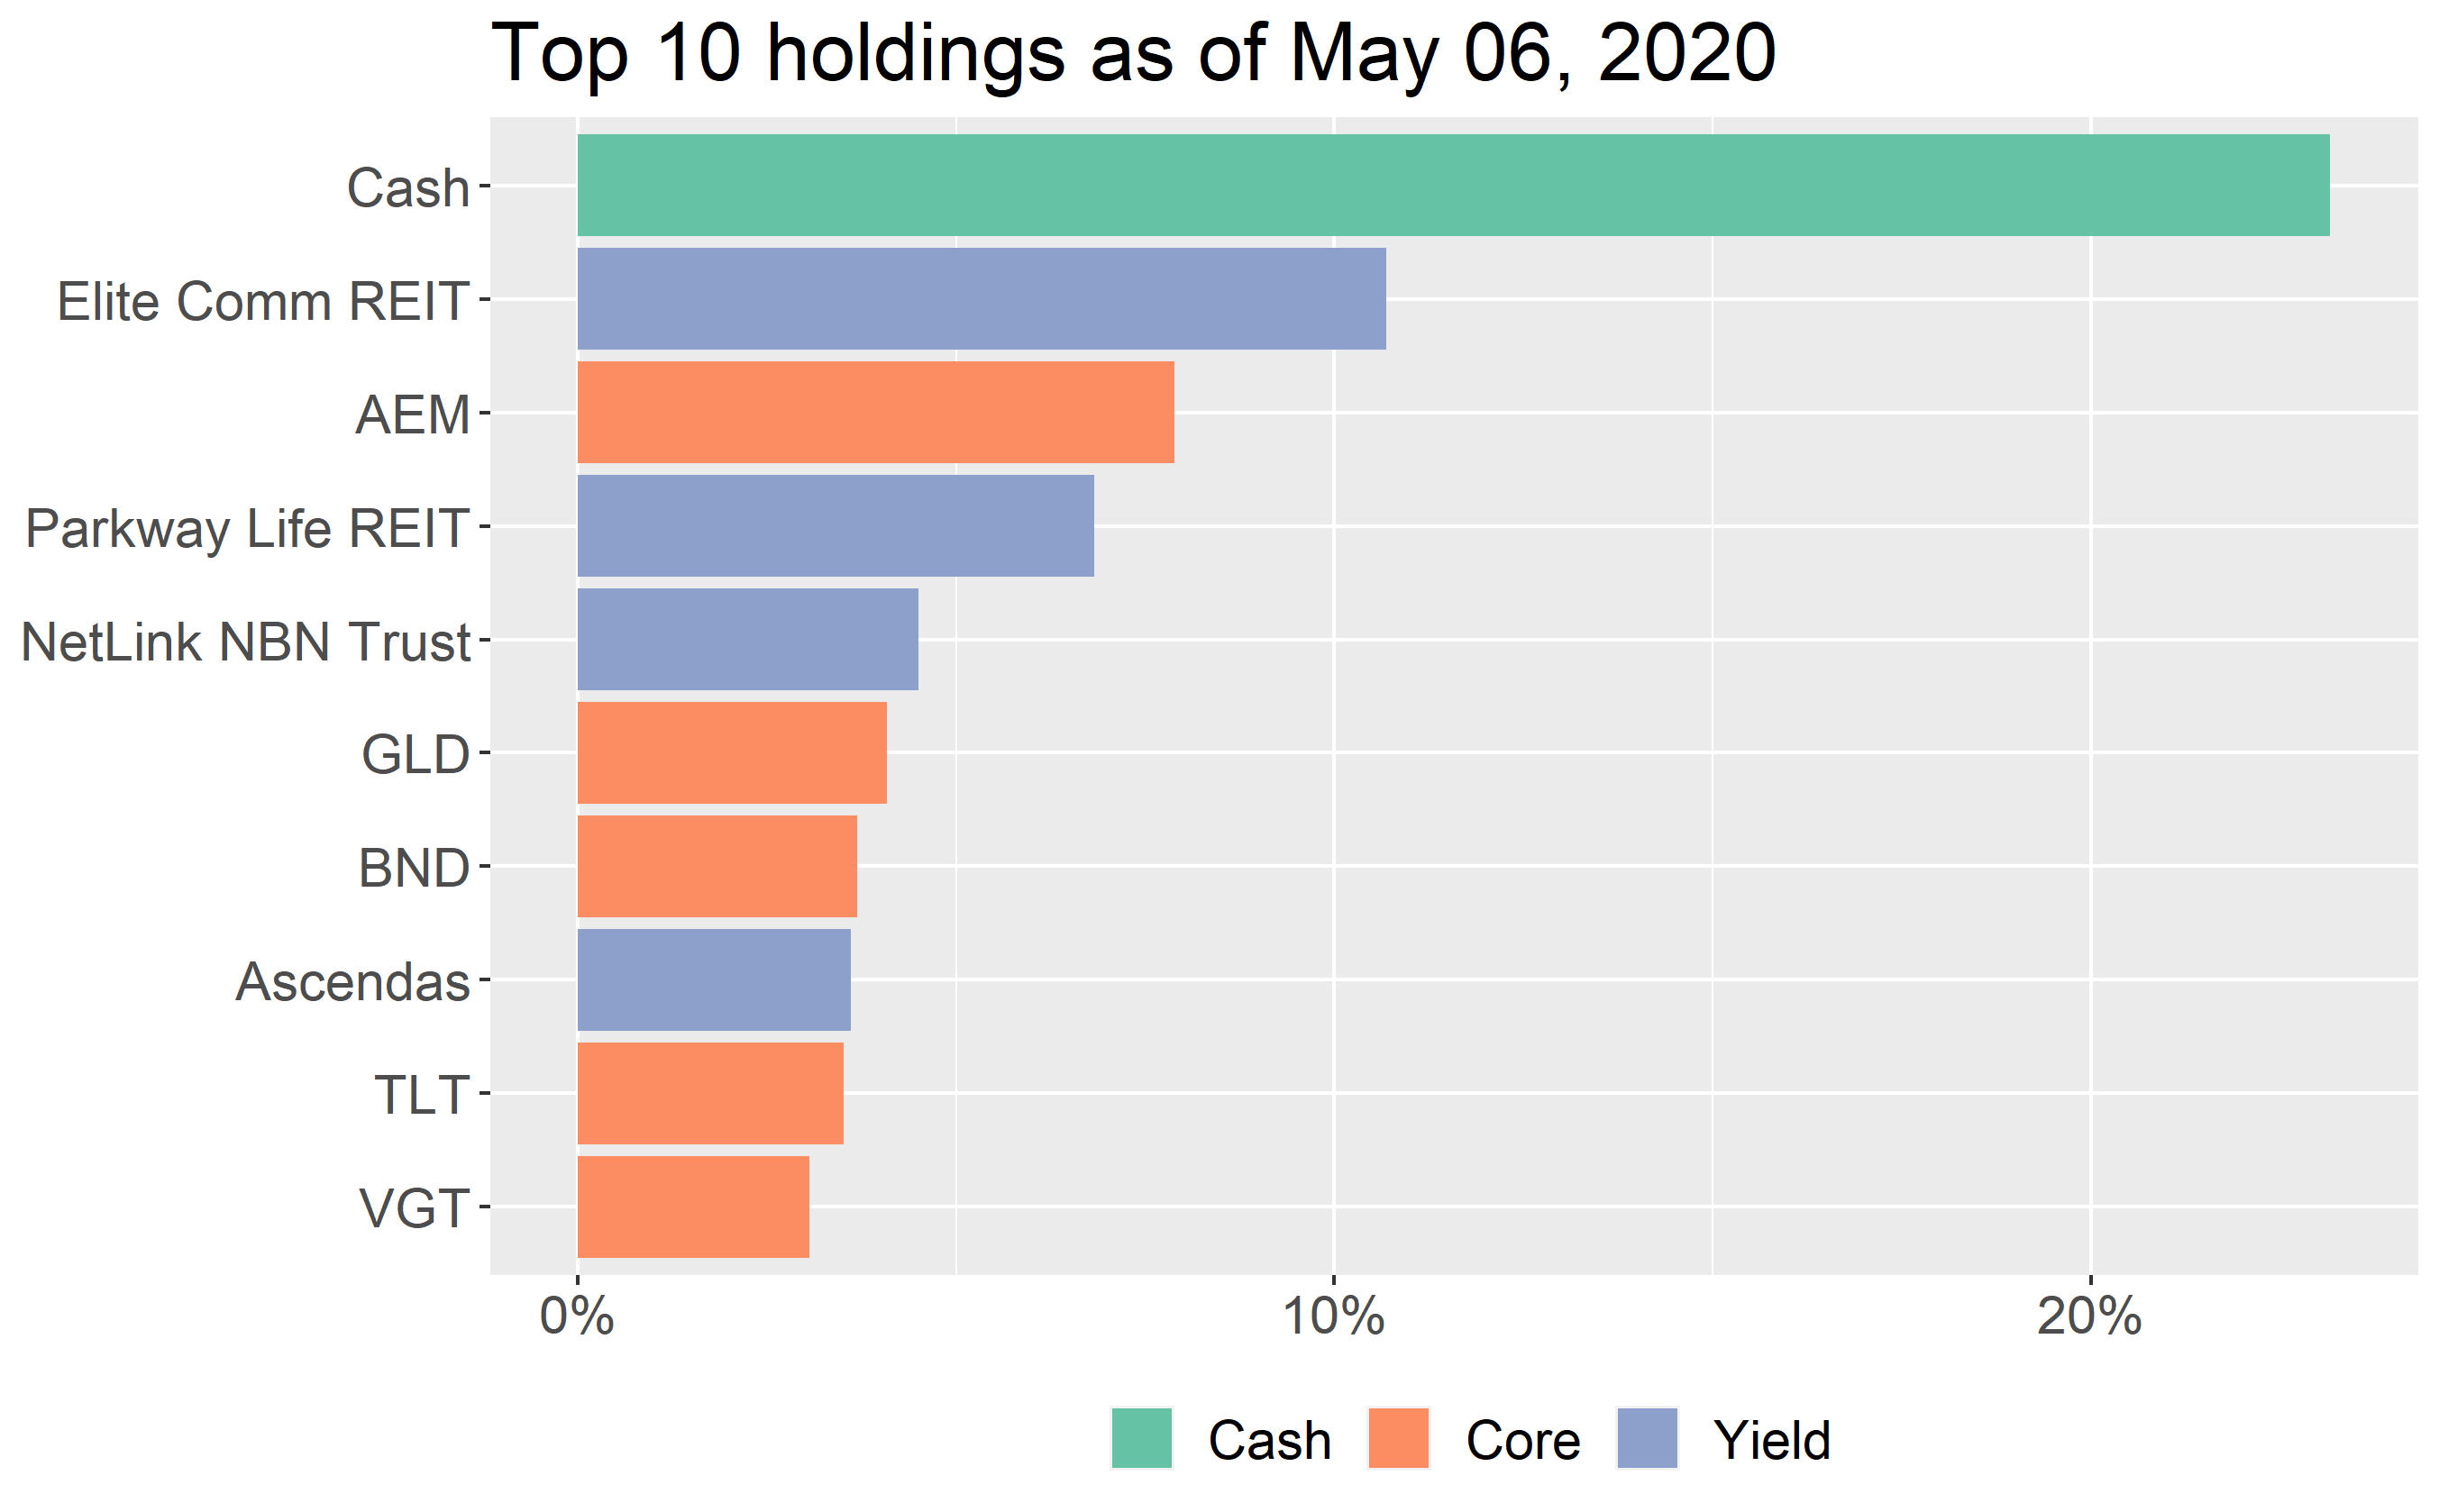 Top 10 holdings as of May 06, 2020
Cash
Elite Comm REIT
AEM
Parkway Life REIT
NetLink NBN Trust
GLD
BND
Ascendas
TLT
VGT
0% 10% 20%
Cash Core Yield